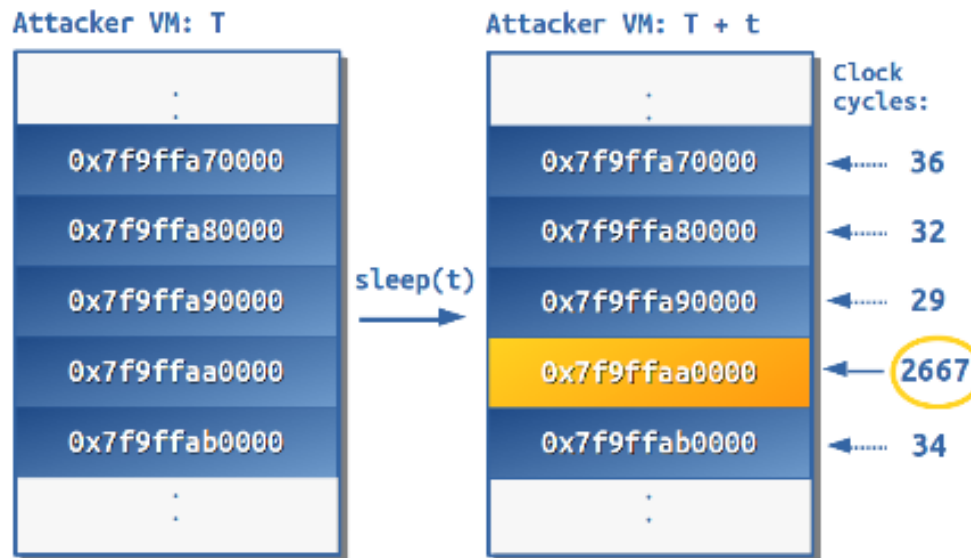 Attacker VM: T
0x7f9ffa70000
0x7f9ffa80000
0x7f9ffa90000
0x7f9ffaa0000
0x7f9ffab0000
sleep(t)
Attacker VM: T + t
0x7f9ffa70000
0x7f9ffa80000
0x7f9ffa90000
0x7f9ffaa0000
0x7f9ffab0000
Clock
cycles:
36
32
29
2667
34